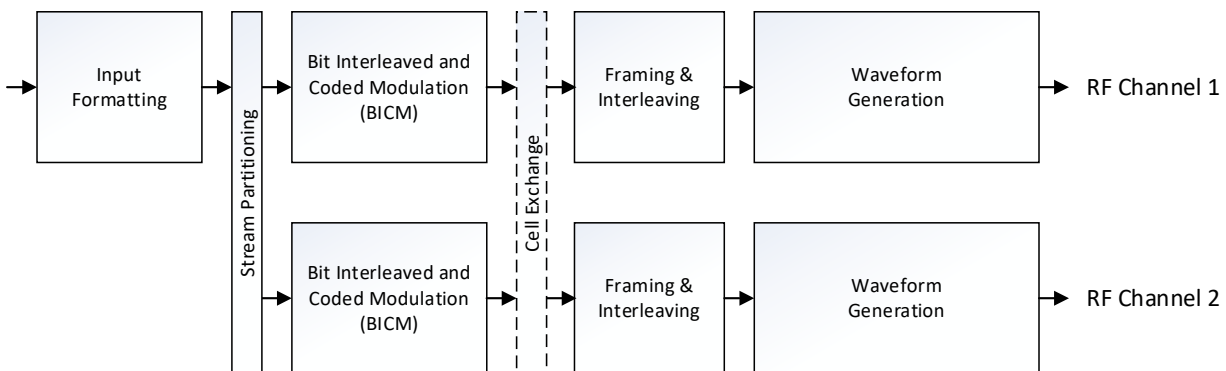 Input
Formatting
Stream Partitioning
Bit Interleaved and
Coded Modulation
(BICM)
Cell Exchange
Framing &
Interleaving
Waveform
Generation
RF Channel 1
Bit Interleaved and
Coded Modulation
(BICM)
Framing &
Interleaving
Waveform
Generation
RF Channel 2